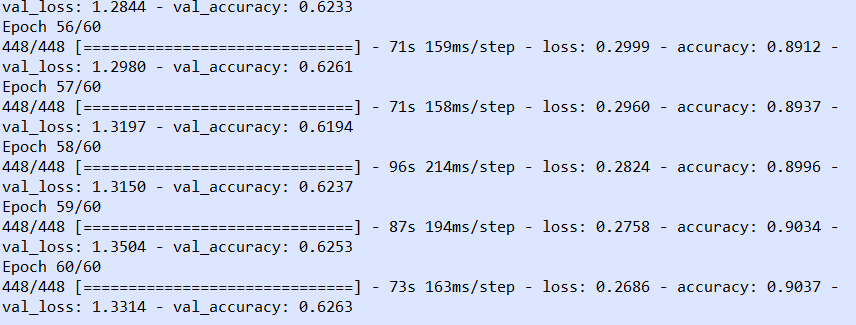 val_loss: 1.2844 - val_accuracy: 0.6233
Epoch 56/60
448/448 [==============================] - 71s 159ms/step - loss: 0.2999 - accuracy: 0.8912 -
val_loss: 1.2980 - val_accuracy: 0.6261
Epoch 57/60
448/448 [==============================] - 71s 158ms/step - loss: 0.2960 - accuracy: 0.8937 -
val_loss: 1.3197 - val_accuracy: 0.6194
Epoch 58/60
448/448 [==============================] - 96s 214ms/step - loss: 0.2824 - accuracy: 0.8996 -
val_loss: 1.3150 - val_accuracy: 0.6237
Epoch 59/60
448/448 [==============================] - 87s 194ms/step - loss: 0.2758 - accuracy: 0.9034 -
val_loss: 1.3504 - val_accuracy: 0.6253
Epoch 60/60
448/448 [==============================] - 73s 163ms/step - loss: 0.2686 - accuracy: 0.9037 -
val_loss: 1.3314 - val_accuracy: 0.6263